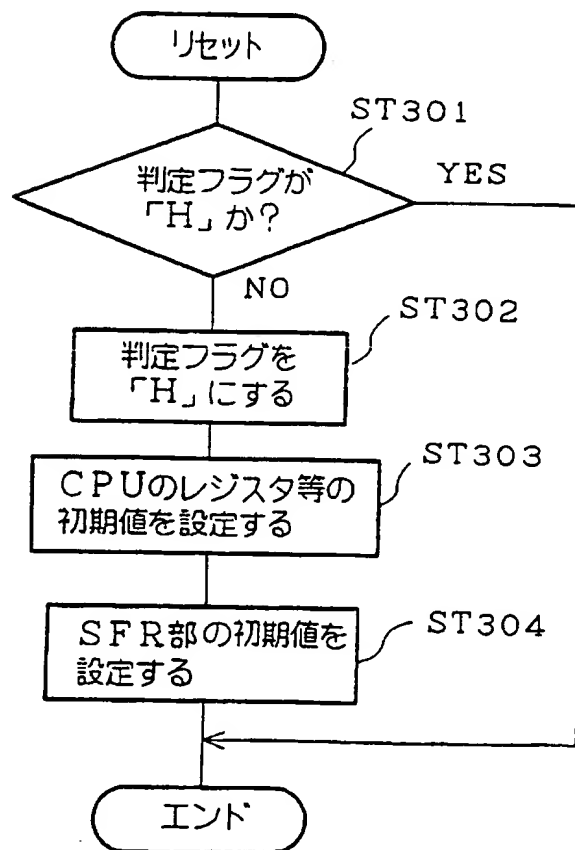 リセット
ST301
判定フラグが
「H」か?
YES
NO
ST302
判定フラグを
「H」にする
ST303
CPUのレジスタ等の
初期値を設定する
ST304
SFR部の初期値を
設定する
エンド